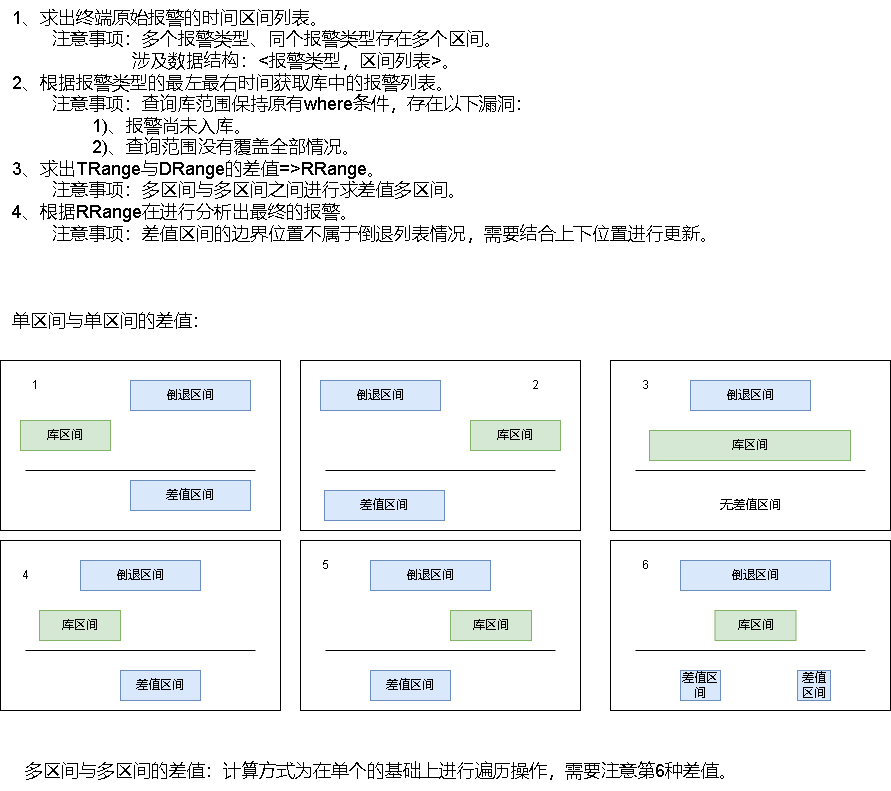 1、求出终端原始报警的时间区间列表。
注意事项：多个报警类型、同个报警类型存在多个区间。
涉及数据结构：<报警类型，区间列表>。
2、根据报警类型的最左最右时间获取库中的报警列表。
注意事项：查询库范围保持原有where条件，存在以下漏洞：
1)、报警尚未入库。
2)、查询范围没有覆盖全部情况。
3、求出TRange与DRange的差值=>RRange。
注意事项：多区间与多区间之间进行求差值多区间。
4、根据RRange在进行分析出最终的报警。
注意事项：差值区间的边界位置不属于倒退列表情况，需要结合上下位置进行更新。
单区间与单区间的差值：
1
倒退区间
库区间
差值区间
2
倒退区间
库区间
差值区间
3
倒退区间
库区间
无差值区间
4
倒退区间
库区间
差值区间
5
倒退区间
库区间
差值区间
6
倒退区间
库区间
差值区
间
差值
区间
多区间与多区间的差值：计算方式为在单个的基础上进行遍历操作，需要注意第6种差值。